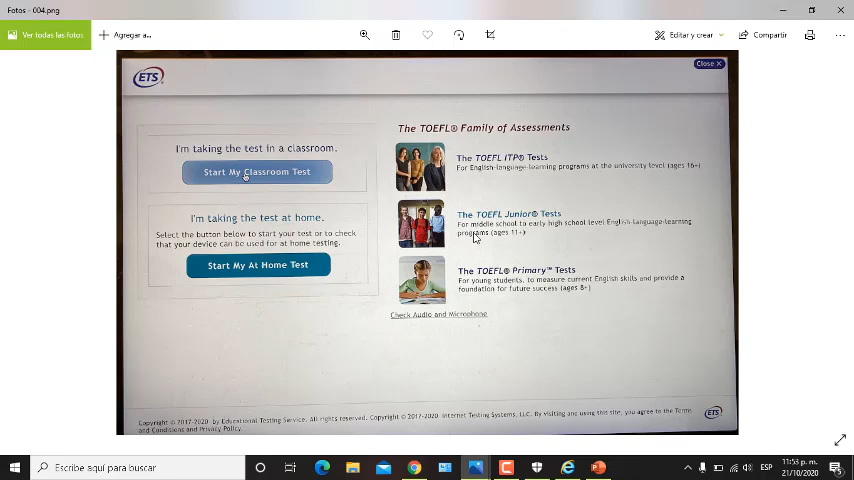 Fotos - 004.png
Ver todas las fotos
Agregar a...
Editar y crear
Compartir
ETS
Close X
I'm taking the test in a classroom.
Start My Classroom Test
I'm taking the test at home.
Select the button below to start your test or to check
that your device can be used for at home testing.
Start My At Home Test
The TOEFL® Family of Assessments
The TOEFL ITP® Tests
For English-language-learning programs at the university level (ages 16+)
The TOEFL Junior® Tests
For middle school to early high school level English-language-learning
programs (ages 11+)
The TOEFL® Primary™ Tests
For young students, to measure current English skills and provide a
foundation for future success (ages 8+)
Check Audio and Microphone
Copyright © 2017-2020 by Educational Testing Service. All rights reserved. Copyright © 2017-2020 Internet Testing Systems, LLC. By visiting and using this site, you agree to the Terms
and Conditions and Privacy Policy.
ETS
Escribe aquí para buscar
ESP
11:53 p. m.
21/10/2020